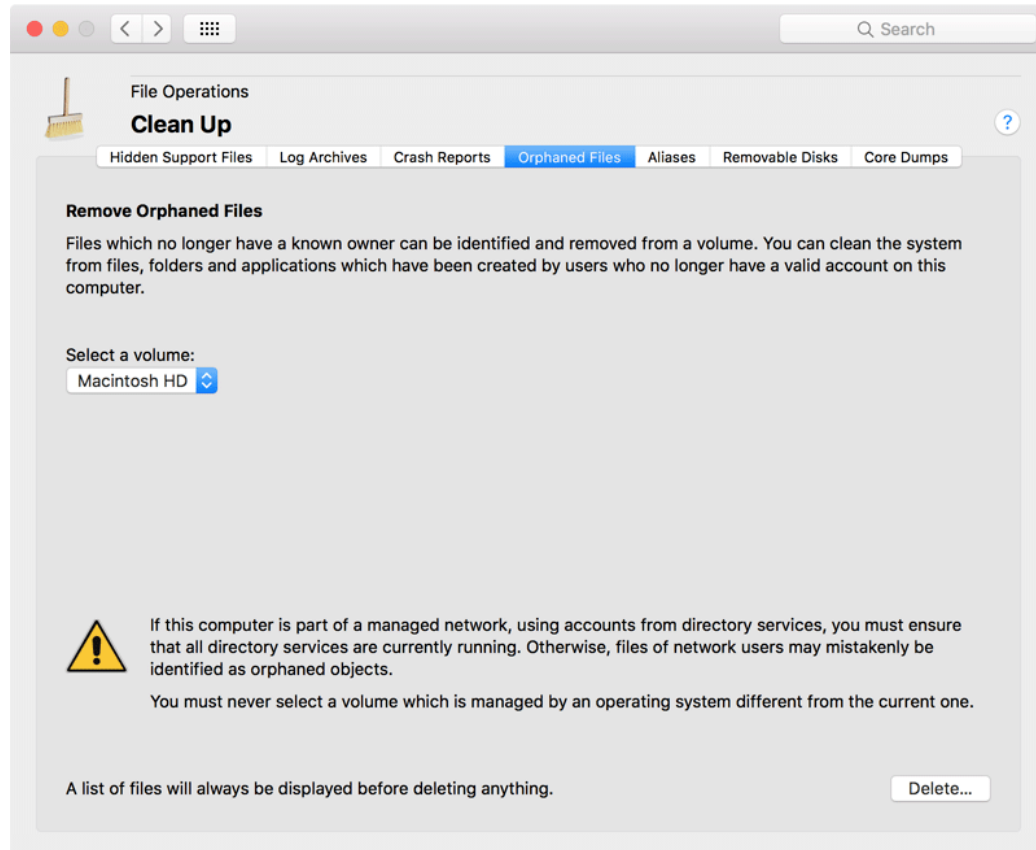 Search
File Operations
Clean Up
?
Hidden Support Files Log Archives Crash Reports Orphaned Files Aliases Removable Disks Core Dumps
Remove Orphaned Files
Files which no longer have a known owner can be identified and removed from a volume. You can clean the system
from files, folders and applications which have been created by users who no longer have a valid account on this
computer.
Select a volume:
Macintosh HD
If this computer is part of a managed network, using accounts from directory services, you must ensure
that all directory services are currently running. Otherwise, files of network users may mistakenly be
identified as orphaned objects.
You must never select a volume which is managed by an operating system different from the current one.
A list of files will always be displayed before deleting anything.
Delete...